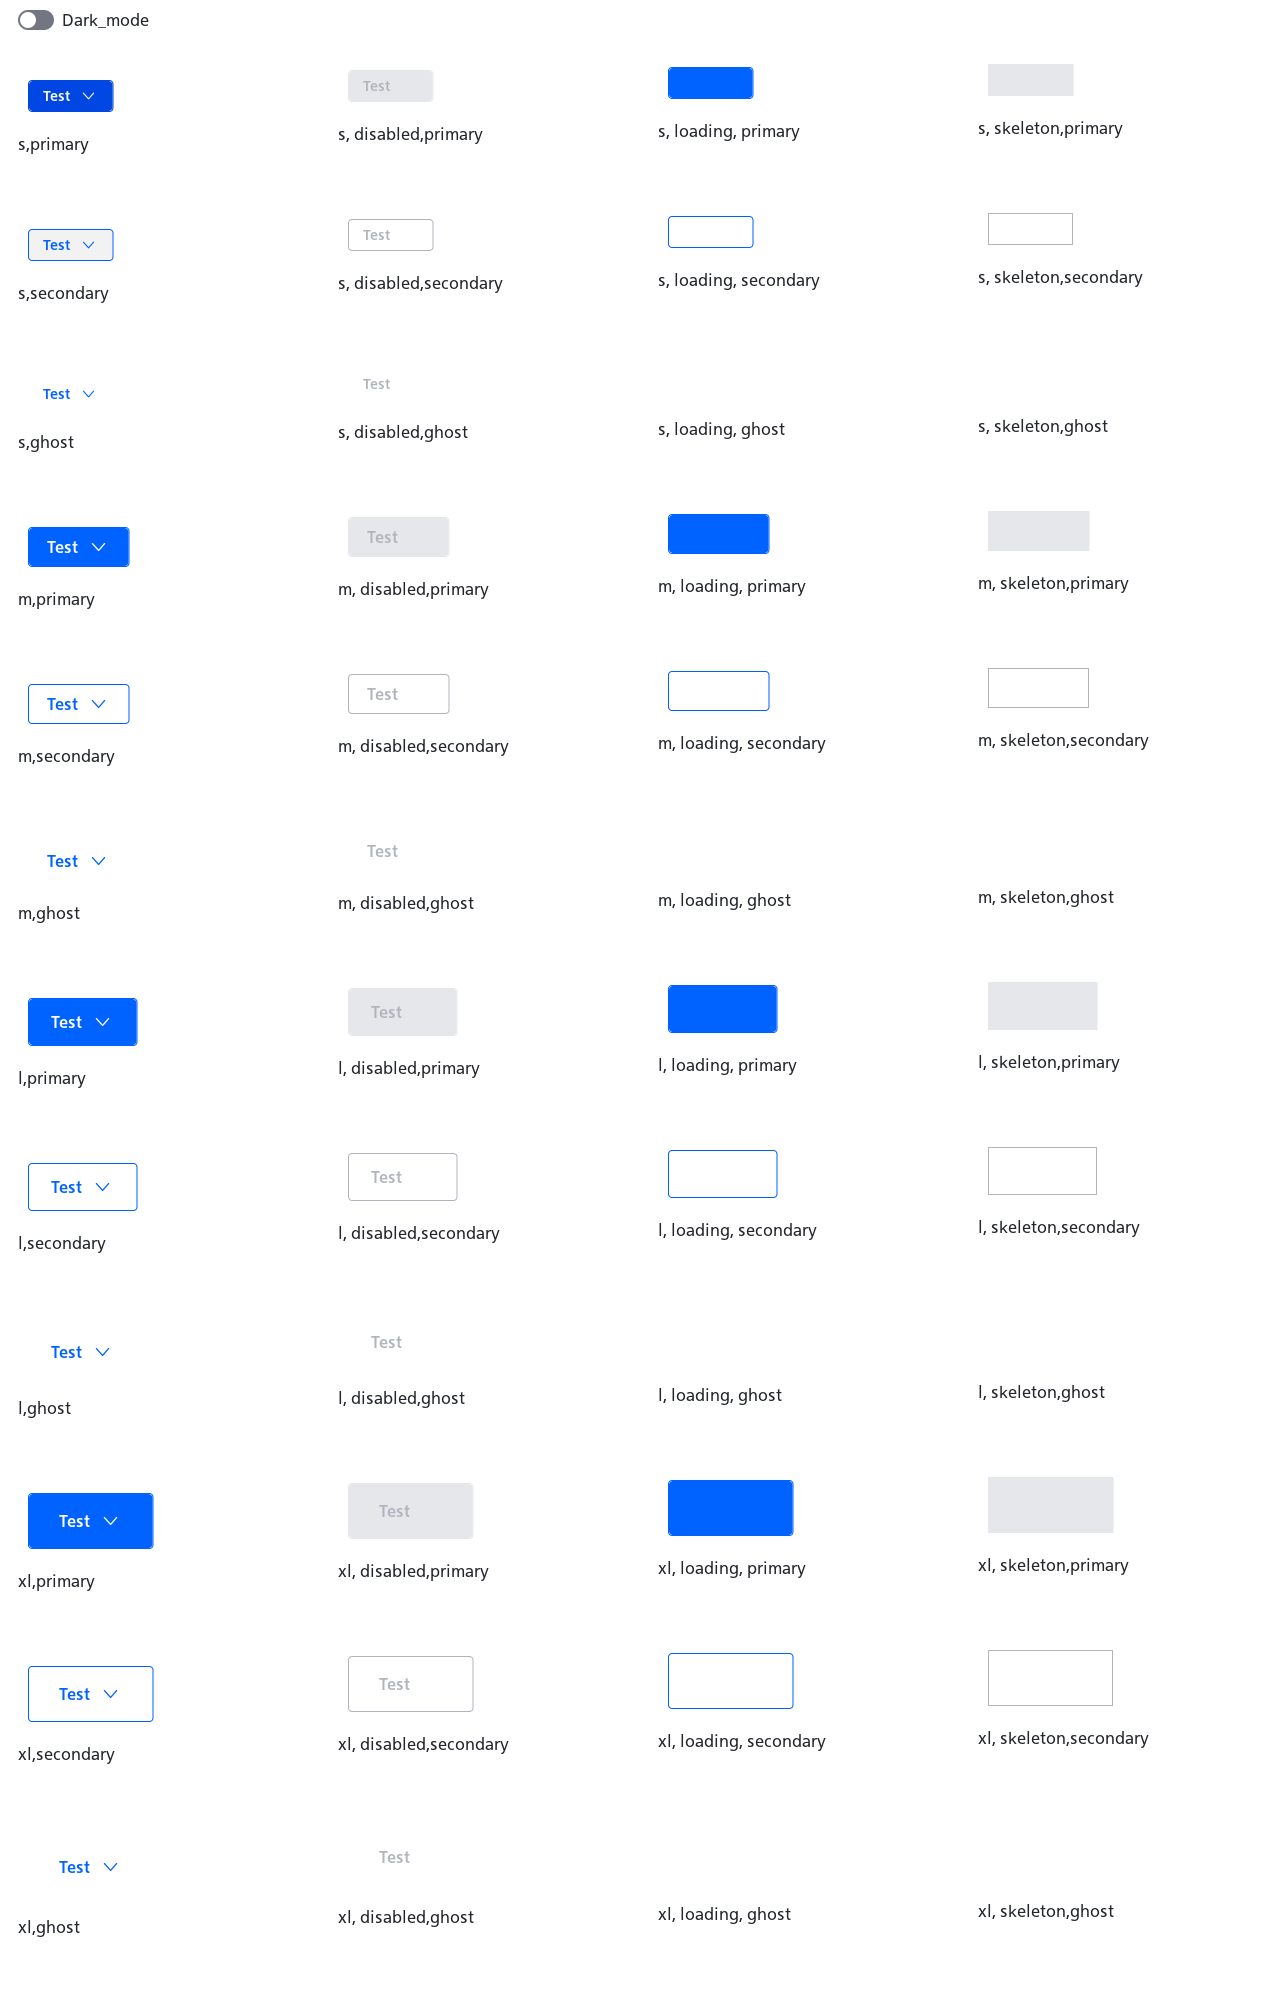 Dark_mode
Test
Test
s,primary
s, disabled,primary
s, loading, primary
s, skeleton,primary
Test
Test
s,secondary
s, disabled,secondary
s, loading, secondary
s, skeleton,secondary
Test
Test
s,ghost
s, disabled,ghost
s, loading, ghost
s, skeleton,ghost
Test
Test
m,primary
m, disabled,primary
m, loading, primary
m, skeleton,primary
Test
Test
m,secondary
m, disabled,secondary
m, loading, secondary
m, skeleton,secondary
Test
Test
m,ghost
m, disabled,ghost
m, loading, ghost
m, skeleton,ghost
Test
Test
l,primary
l, disabled,primary
l, loading, primary
l, skeleton,primary
Test
Test
l,secondary
l, disabled,secondary
l, loading, secondary
l, skeleton,secondary
Test
Test
l,ghost
l, disabled,ghost
l, loading, ghost
l, skeleton,ghost
Test
Test
xl,primary
xl, disabled,primary
xl, loading, primary
xl, skeleton,primary
Test
Test
xl,secondary
xl, disabled,secondary
xl, loading, secondary
xl, skeleton,secondary
Test
Test
xl,ghost
xl, disabled,ghost
xl, loading, ghost
xl, skeleton,ghost